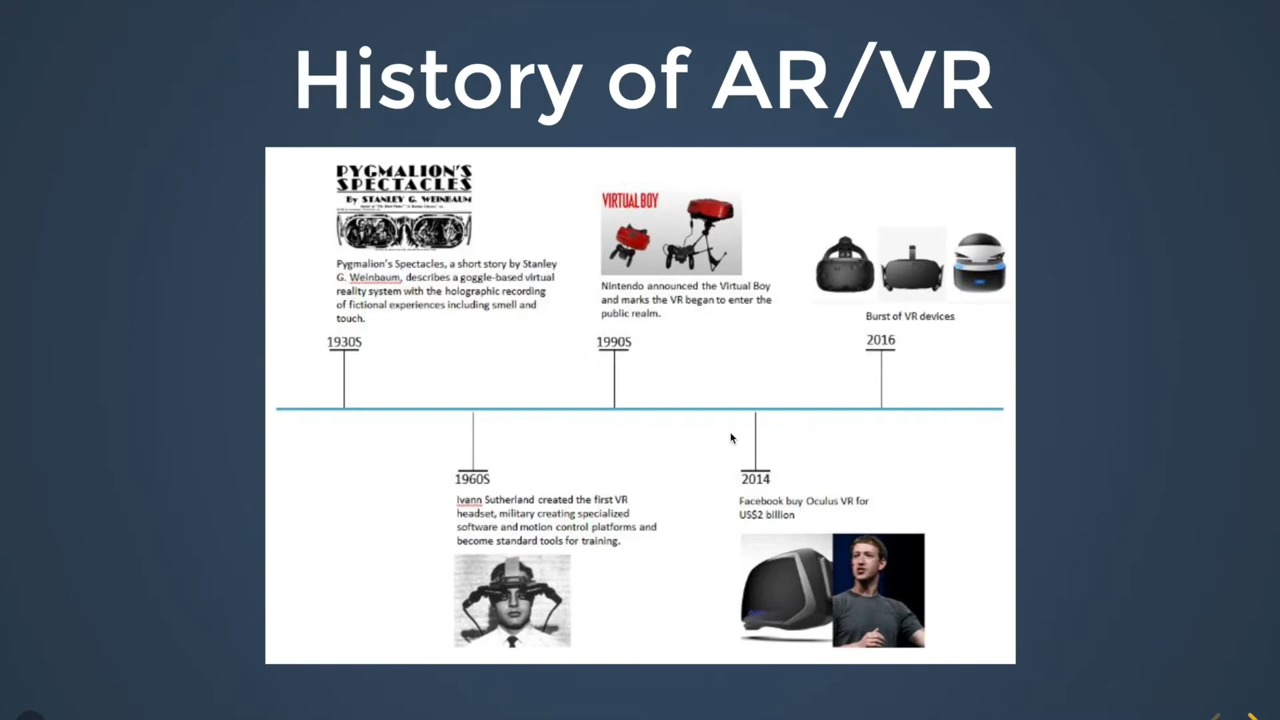 History of AR/VR
PYGMALION'S
SPECTACLES
By STANLEY G. WEINBAUM
Pygmalion's Spectacles, a short story by Stanley
G. Weinbaum, describes a goggle-based virtual
reality system with the holographic recording
of fictional experiences including smell and
touch.
1930S
VIRTUAL BOY
Nintendo announced the Virtual Boy
and marks the VR began to enter the
public realm.
1990S
Burst of VR devices
2016
1960S
Ivann Sutherland created the first VR
headset, military creating specialized
software and motion control platforms and
become standard tools for training.
2014
Facebook buy Oculus VR for
US$2 billion